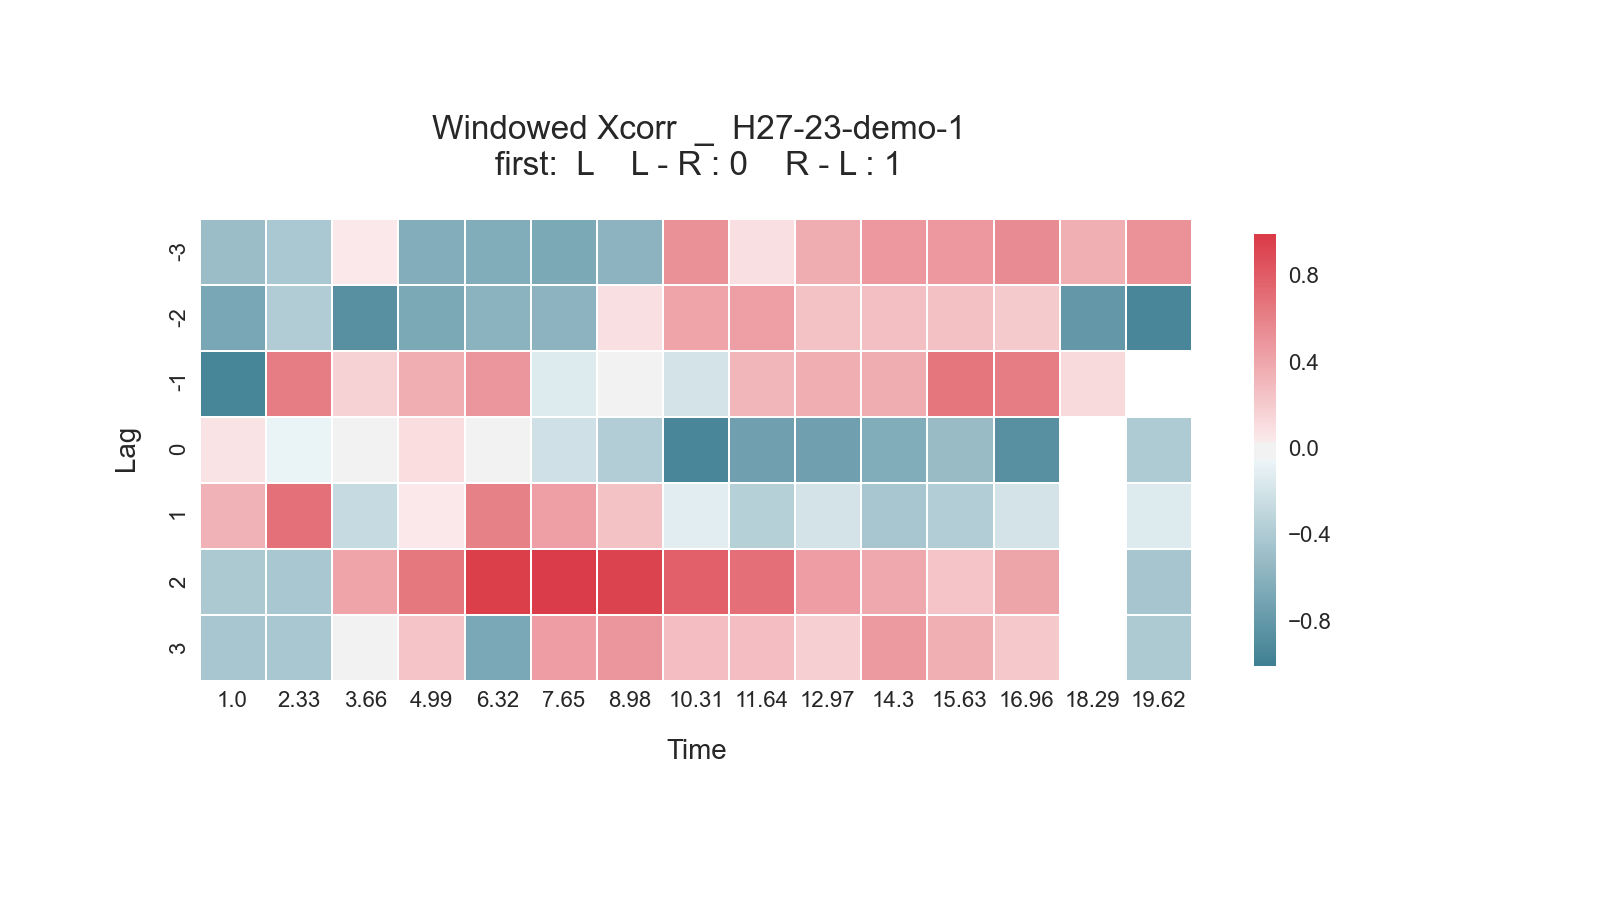 Windowed Xcorr _ H27-23-demo-1
first: L L - R : 0 R - L : 1
Lag
-3
-2
-1
0
1
2
3
1.0 2.33 3.66 4.99 6.32 7.65 8.98 10.31 11.64 12.97 14.3 15.63 16.96 18.29 19.62
Time
0.8
0.4
0.0
−0.4
−0.8